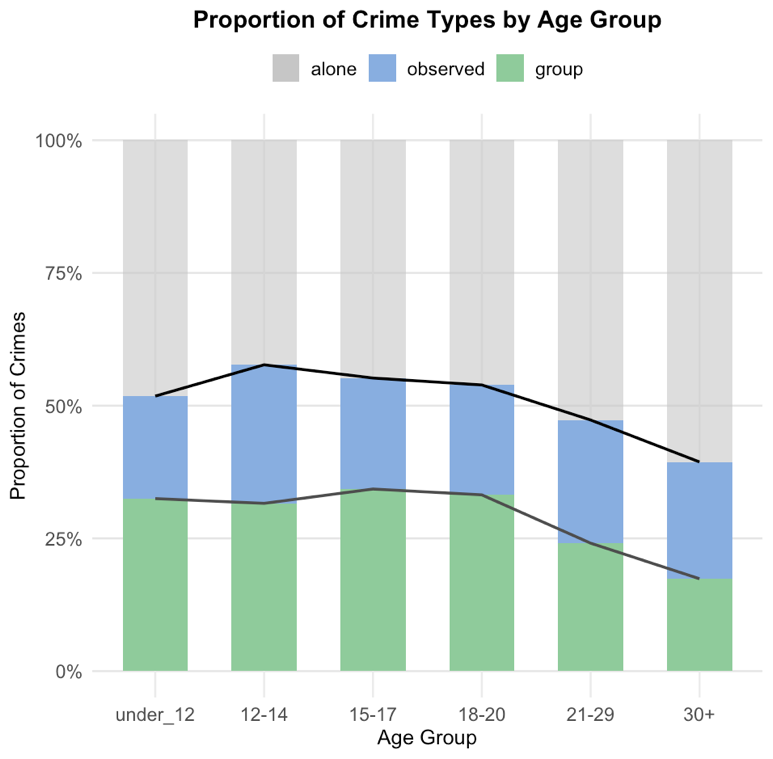 Proportion of Crime Types by Age Group
alone observed group
100%
75%
50%
25%
0%
Proportion of Crimes
under_12 12-14 15-17 18-20 21-29 30+
Age Group